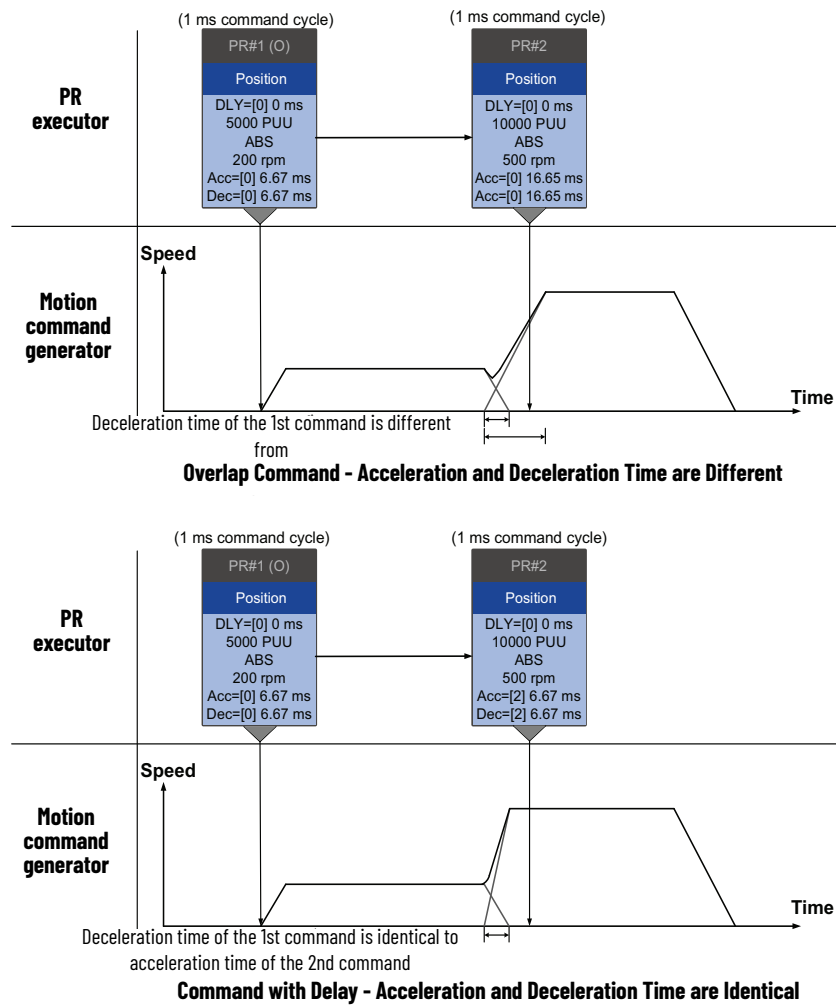 (1 ms command cycle)
(1 ms command cycle)
PR#1 (O)
PR#2
Position
Position
PR
executor
DLY=[0] 0 ms
5000 PUU
ABS
200 rpm
Acc=[0] 6.67 ms
Dec=[0] 6.67 ms
DLY=[0] 0 ms
10000 PUU
ABS
500 rpm
Acc=[0] 16.65 ms
Acc=[0] 16.65 ms
Speed
Motion
command
generator
Time
Deceleration time of the 1st command is different
from
Overlap Command - Acceleration and Deceleration Time are Different
(1 ms command cycle)
(1 ms command cycle)
PR#1 (O)
PR#2
Position
Position
PR
executor
DLY=[0] 0 ms
5000 PUU
ABS
200 rpm
Acc=[0] 6.67 ms
Dec=[0] 6.67 ms
DLY=[0] 0 ms
10000 PUU
ABS
500 rpm
Acc=[2] 6.67 ms
Dec=[2] 6.67 ms
Speed
Motion
command
generator
Time
Deceleration time of the 1st command is identical to
acceleration time of the 2nd command
Command with Delay - Acceleration and Deceleration Time are Identical